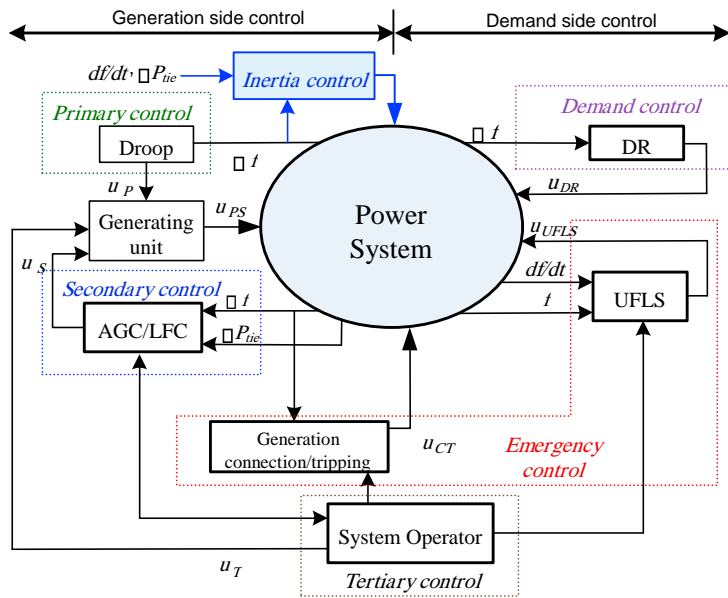 Generation side control
Demand side control
df/dt, □ P_tie
Inertia control
Primary control
Droop
□ t
u_P
u_PS
Generating
unit
u_S
Power
System
□ t
Demand control
DR
u_DR
u_UFLS
df/dt
t
UFLS
Secondary control
AGC/LFC
□ t
□ P_tie
Generation
connection/tripping
u_CT
Emergency
control
System Operator
u_T
Tertiary control